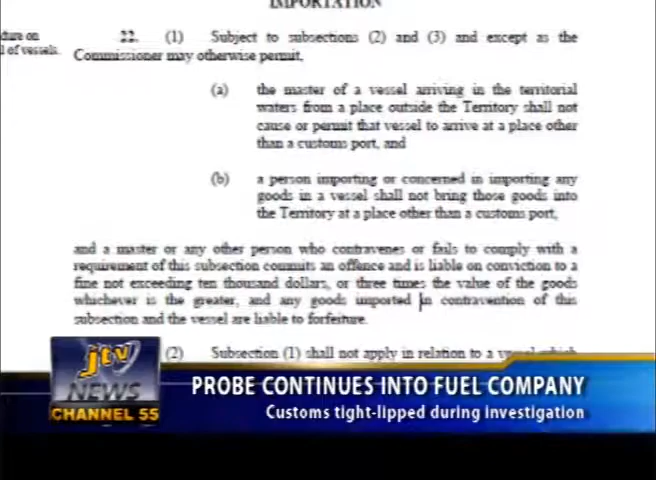 IMPORTATION
dure on
l of vessels.
22. (1) Subject to subsections (2) and (3) and except as the
Commissioner may otherwise permit,
(a) the master of a vessel arriving in the territorial
waters from a place outside the Territory shall not
cause or permit that vessel to arrive at a place other
than a customs port, and
(b) a person importing or concerned in importing any
goods in a vessel shall not bring those goods into
the Territory at a place other than a customs port,
and a master or any other person who contravenes or fails to comply with a
requirement of this subsection commits an offence and is liable on conviction to a
fine not exceeding ten thousand dollars, or three times the value of the goods
whichever is the greater, and any goods imported in contravention of this
subsection and the vessel are liable to forfeiture.
(2) Subsection (1) shall not apply in relation to a vessel which
jtv
NEWS
CHANNEL 55
PROBE CONTINUES INTO FUEL COMPANY
Customs tight-lipped during investigation